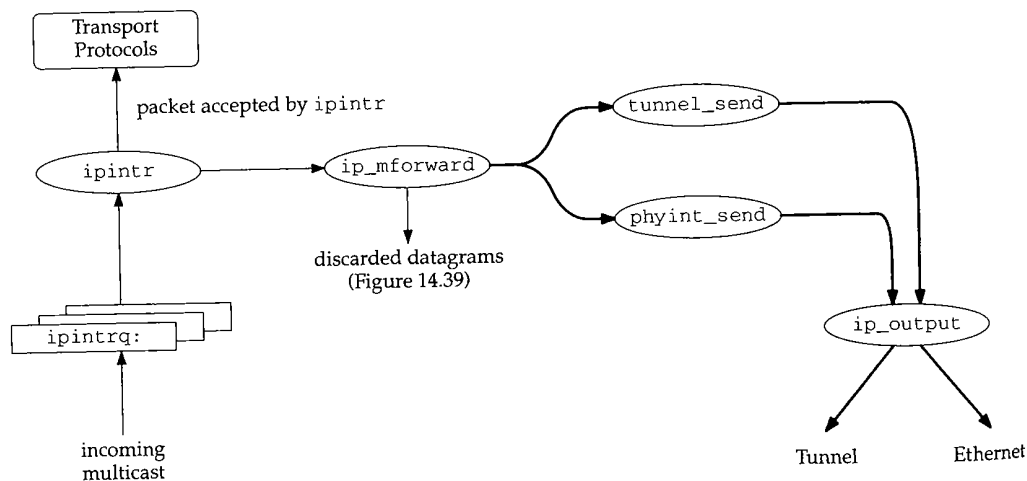 Transport
Protocols
packet accepted by ipintr
tunnel_send
ipintr
ip_mforward
phyint_send
discarded datagrams
(Figure 14.39)
ipintrq:
ip_output
incoming
multicast
Tunnel
Ethernet